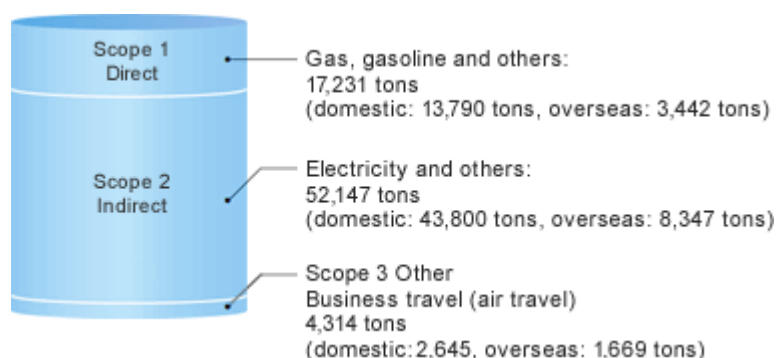 Scope 1
Direct
Gas, gasoline and others:
17,231 tons
(domestic: 13,790 tons, overseas: 3,442 tons)
Scope 2
Indirect
Electricity and others:
52,147 tons
(domestic: 43,800 tons, overseas: 8,347 tons)
Scope 3 Other
Business travel (air travel)
4,314 tons
(domestic: 2,645, overseas: 1,669 tons)